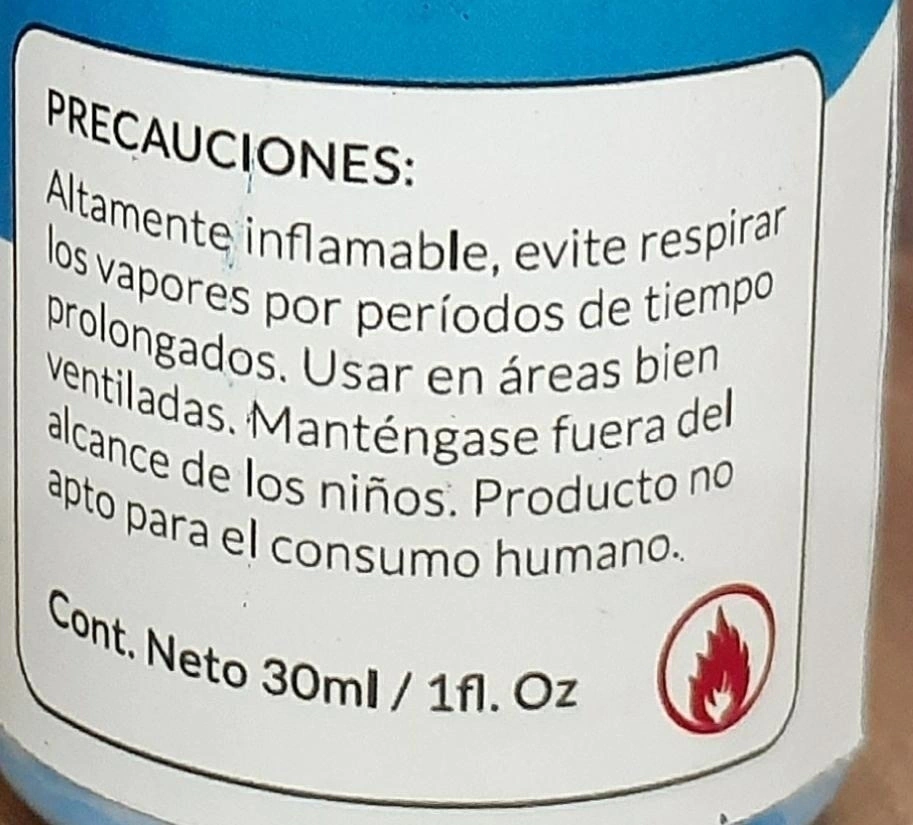 PRECAUCIONES:
Altamente inflamable, evite respirar
los vapores por períodos de tiempo
prolongados. Usar en áreas bien
ventiladas. Manténgase fuera del
alcance de los niños. Producto no
apto para el consumo humano.
Cont. Neto 30ml / 1fl. Oz